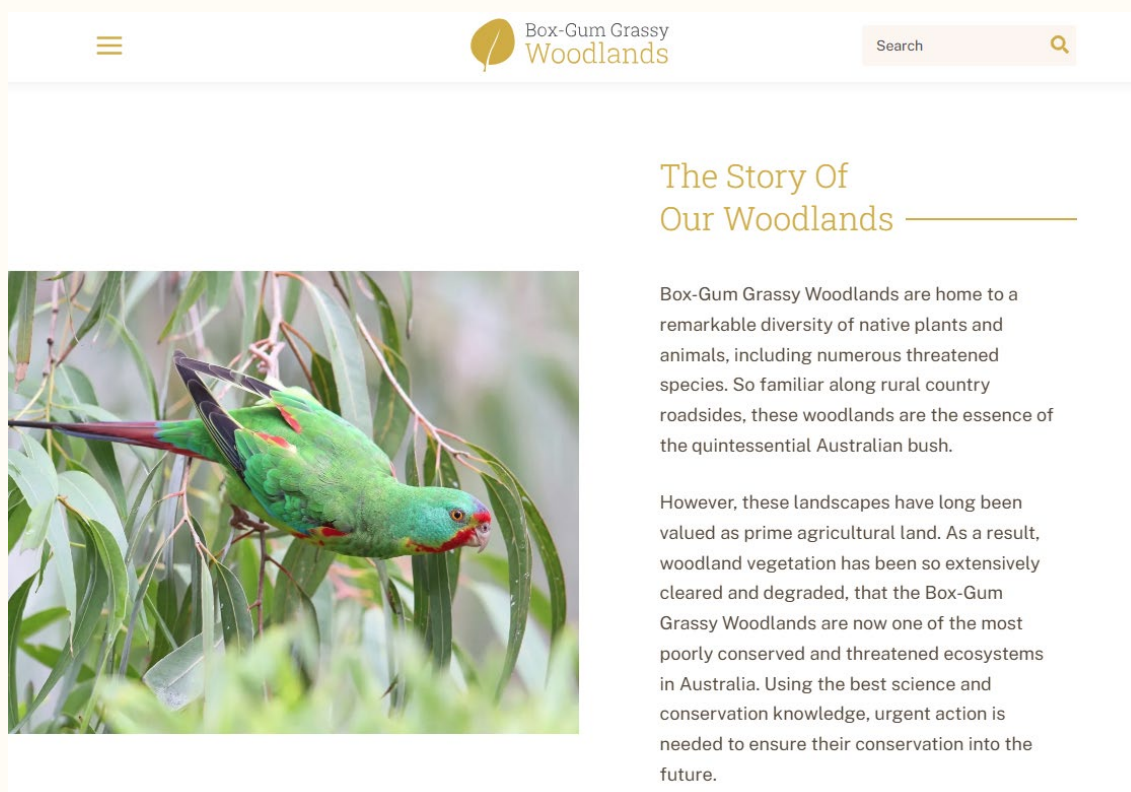 Box-Gum Grassy
Woodlands
Search
The Story Of
Our Woodlands
Box-Gum Grassy Woodlands are home to a
remarkable diversity of native plants and
animals, including numerous threatened
species. So familiar along rural country
roadsides, these woodlands are the essence of
the quintessential Australian bush.
However, these landscapes have long been
valued as prime agricultural land. As a result,
woodland vegetation has been so extensively
cleared and degraded, that the Box-Gum
Grassy Woodlands are now one of the most
poorly conserved and threatened ecosystems
in Australia. Using the best science and
conservation knowledge, urgent action is
needed to ensure their conservation into the
future.